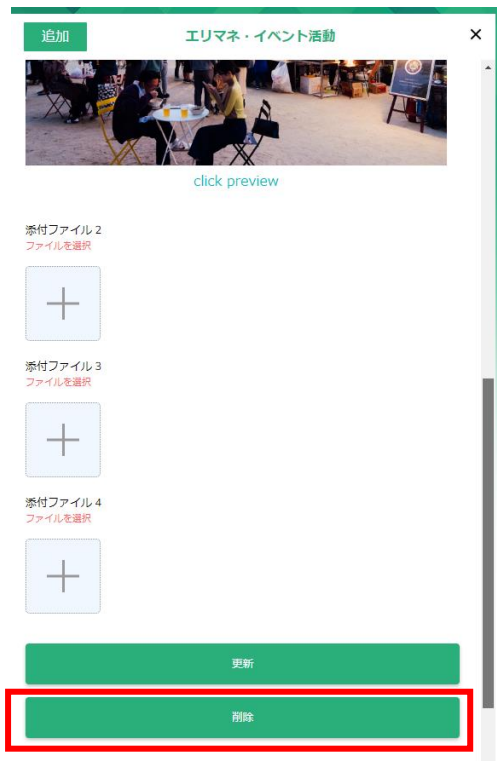 追加
エリマネ・イベント活動
×
click preview
添付ファイル 2
ファイルを選択
添付ファイル 3
ファイルを選択
添付ファイル 4
ファイルを選択
更新
削除